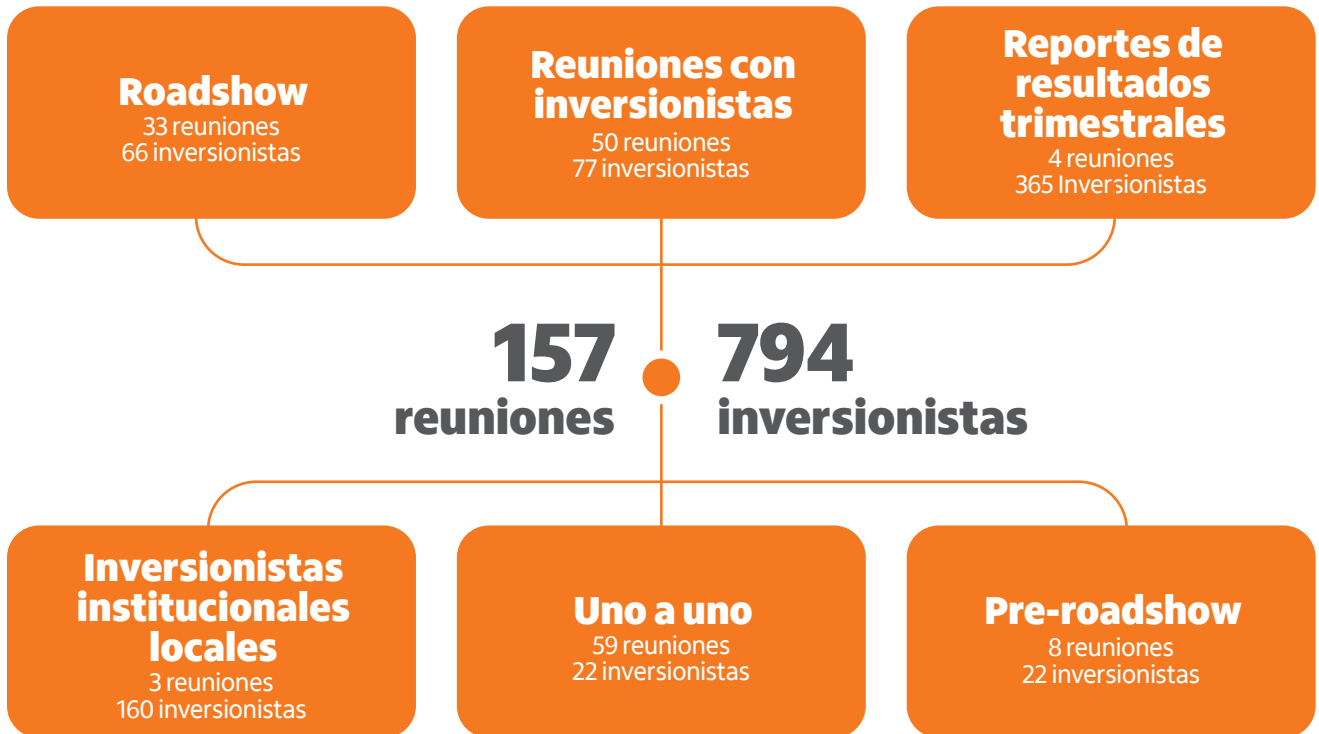 Roadshow
33 reuniones
66 inversionistas
Reuniones con
inversionistas
50 reuniones
77 inversionistas
Reportes de
resultados
trimestrales
4 reuniones
365 Inversionistas
157
reuniones
794
inversionistas
Inversionistas
institucionales
locales
3 reuniones
160 inversionistas
Uno a uno
59 reuniones
22 inversionistas
Pre-roadshow
8 reuniones
22 inversionistas